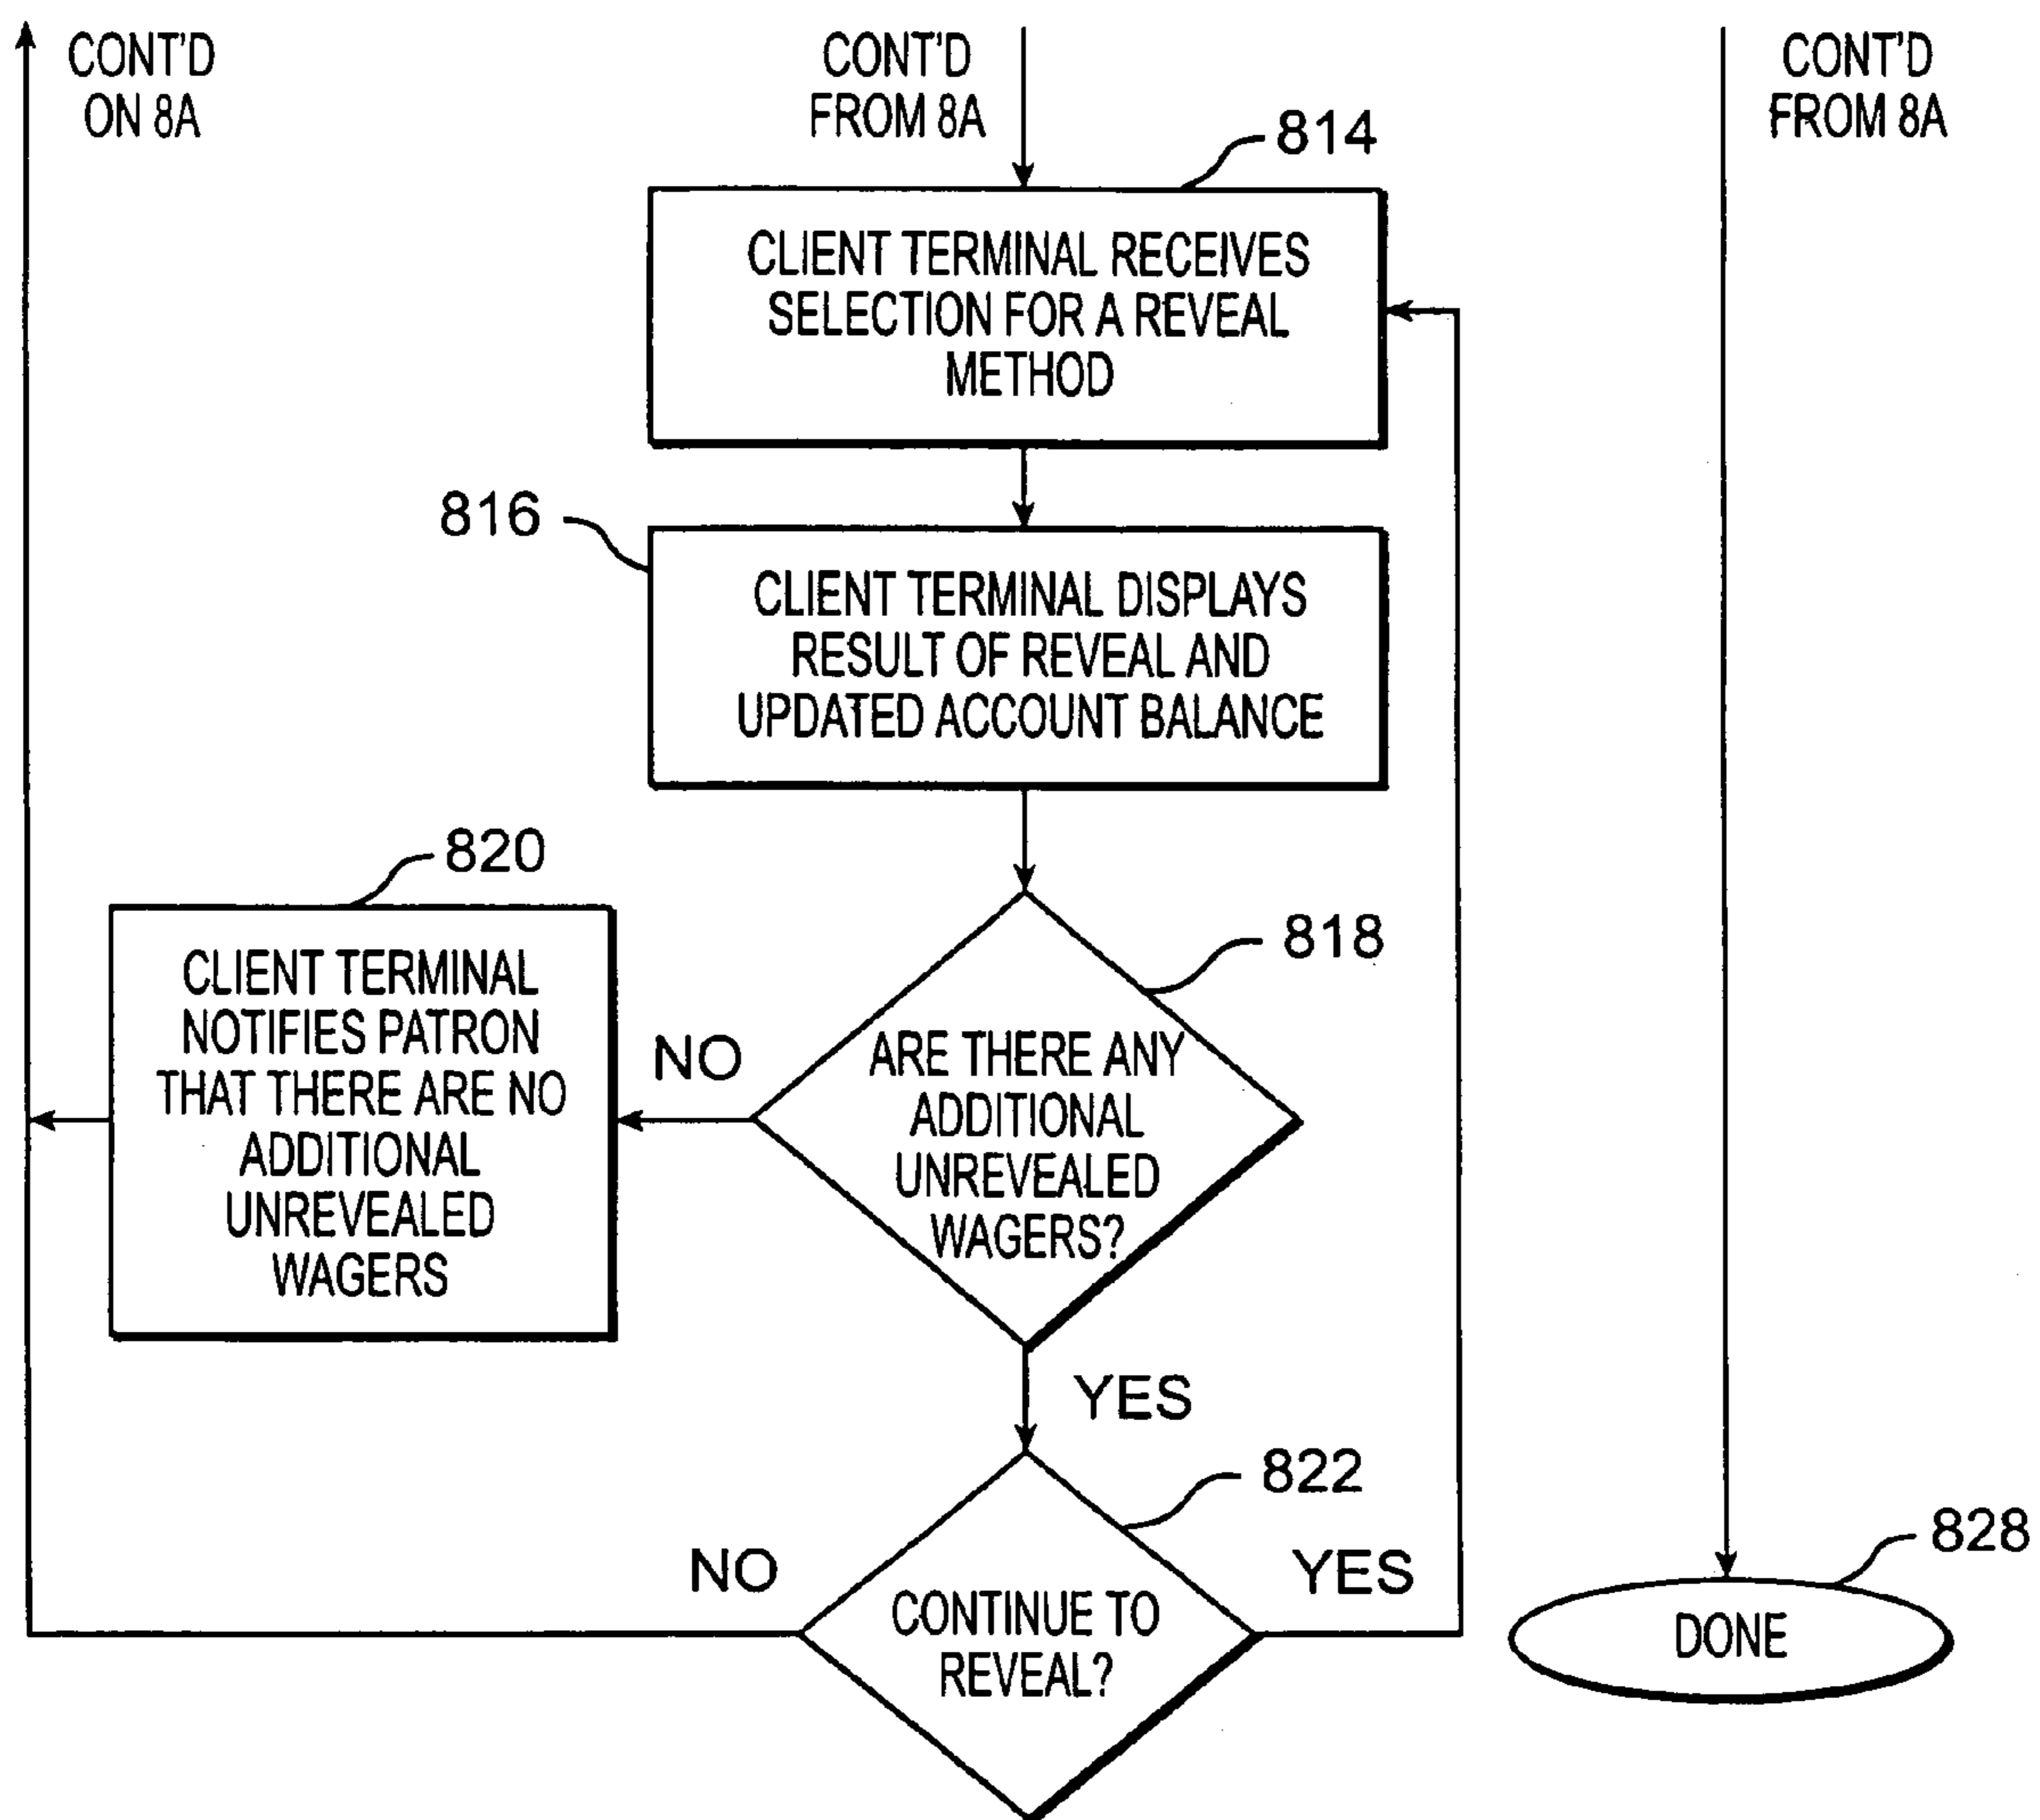 CONT'D
ON 8A
CONT'D
FROM 8A
CONT'D
FROM 8A
814
CLIENT TERMINAL RECEIVES
SELECTION FOR A REVEAL
METHOD
816
CLIENT TERMINAL DISPLAYS
RESULT OF REVEAL AND
UPDATED ACCOUNT BALANCE
820
CLIENT TERMINAL
NOTIFIES PATRON
THAT THERE ARE NO
ADDITIONAL
UNREVEALED
WAGERS
NO
818
ARE THERE ANY
ADDITIONAL
UNREVEALED
WAGERS?
YES
822
NO
CONTINUE TO
REVEAL?
YES
828
DONE